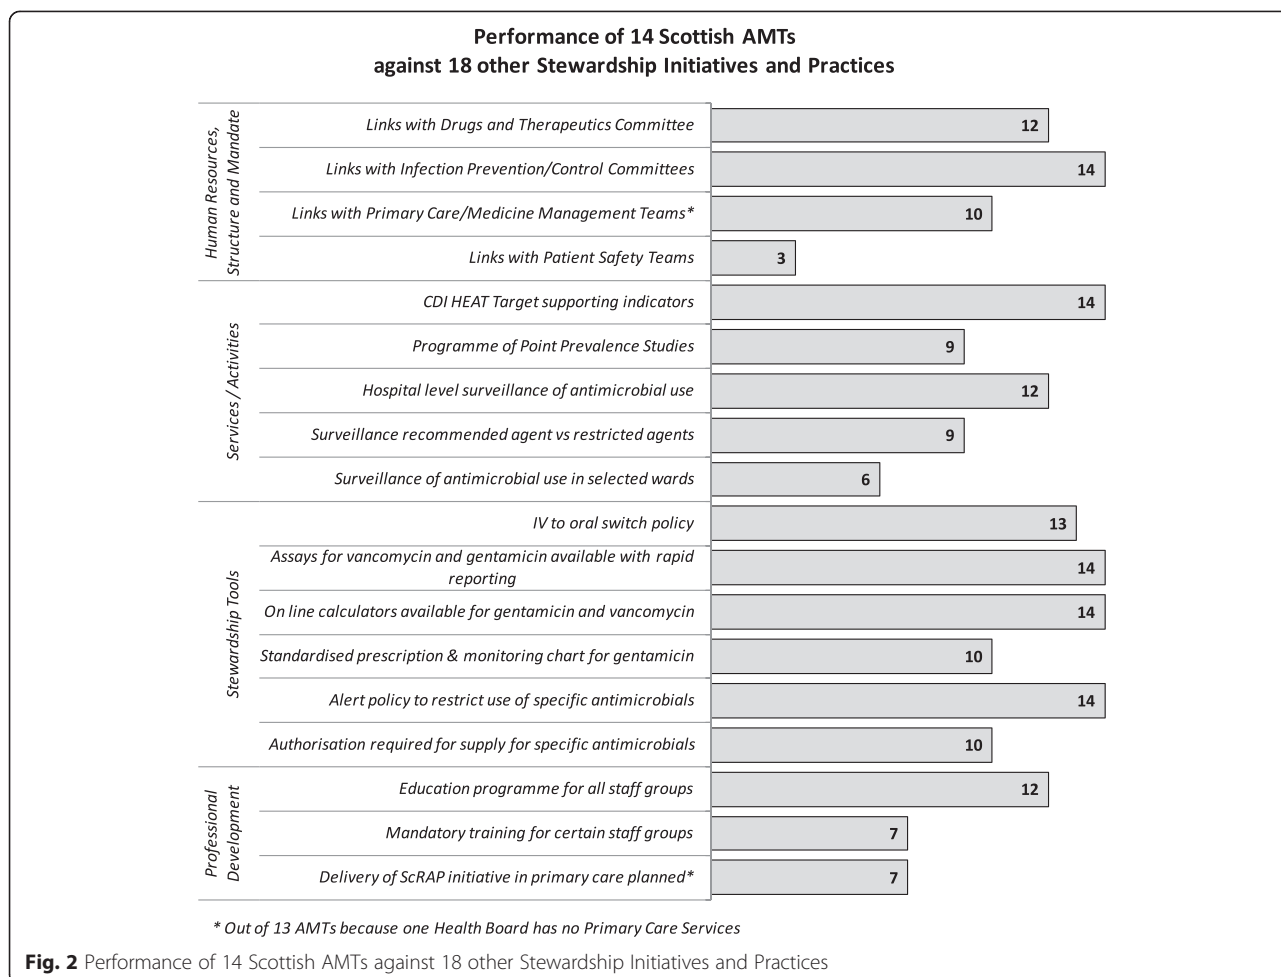 Performance of 14 Scottish AMTs
against 18 other Stewardship Initiatives and Practices
Human Resources,
Structure and Mandate
Links with Drugs and Therapeutics Committee
12
Links with Infection Prevention/Control Committees
14
Links with Primary Care/Medicine Management Teams*
10
Links with Patient Safety Teams
3
Services / Activities
CDI HEAT Target supporting indicators
14
Programme of Point Prevalence Studies
9
Hospital level surveillance of antimicrobial use
12
Surveillance recommended agent vs restricted agents
9
Surveillance of antimicrobial use in selected wards
6
Stewardship Tools
IV to oral switch policy
13
Assays for vancomycin and gentamicin available with rapid
reporting
14
On line calculators available for gentamicin and vancomycin
14
Standardised prescription & monitoring chart for gentamicin
10
Alert policy to restrict use of specific antimicrobials
14
Authorisation required for supply for specific antimicrobials
10
Professional
Development
Education programme for all staff groups
12
Mandatory training for certain staff groups
7
Delivery of ScRAP initiative in primary care planned*
7
* Out of 13 AMTs because one Health Board has no Primary Care Services
Fig. 2 Performance of 14 Scottish AMTs against 18 other Stewardship Initiatives and Practices